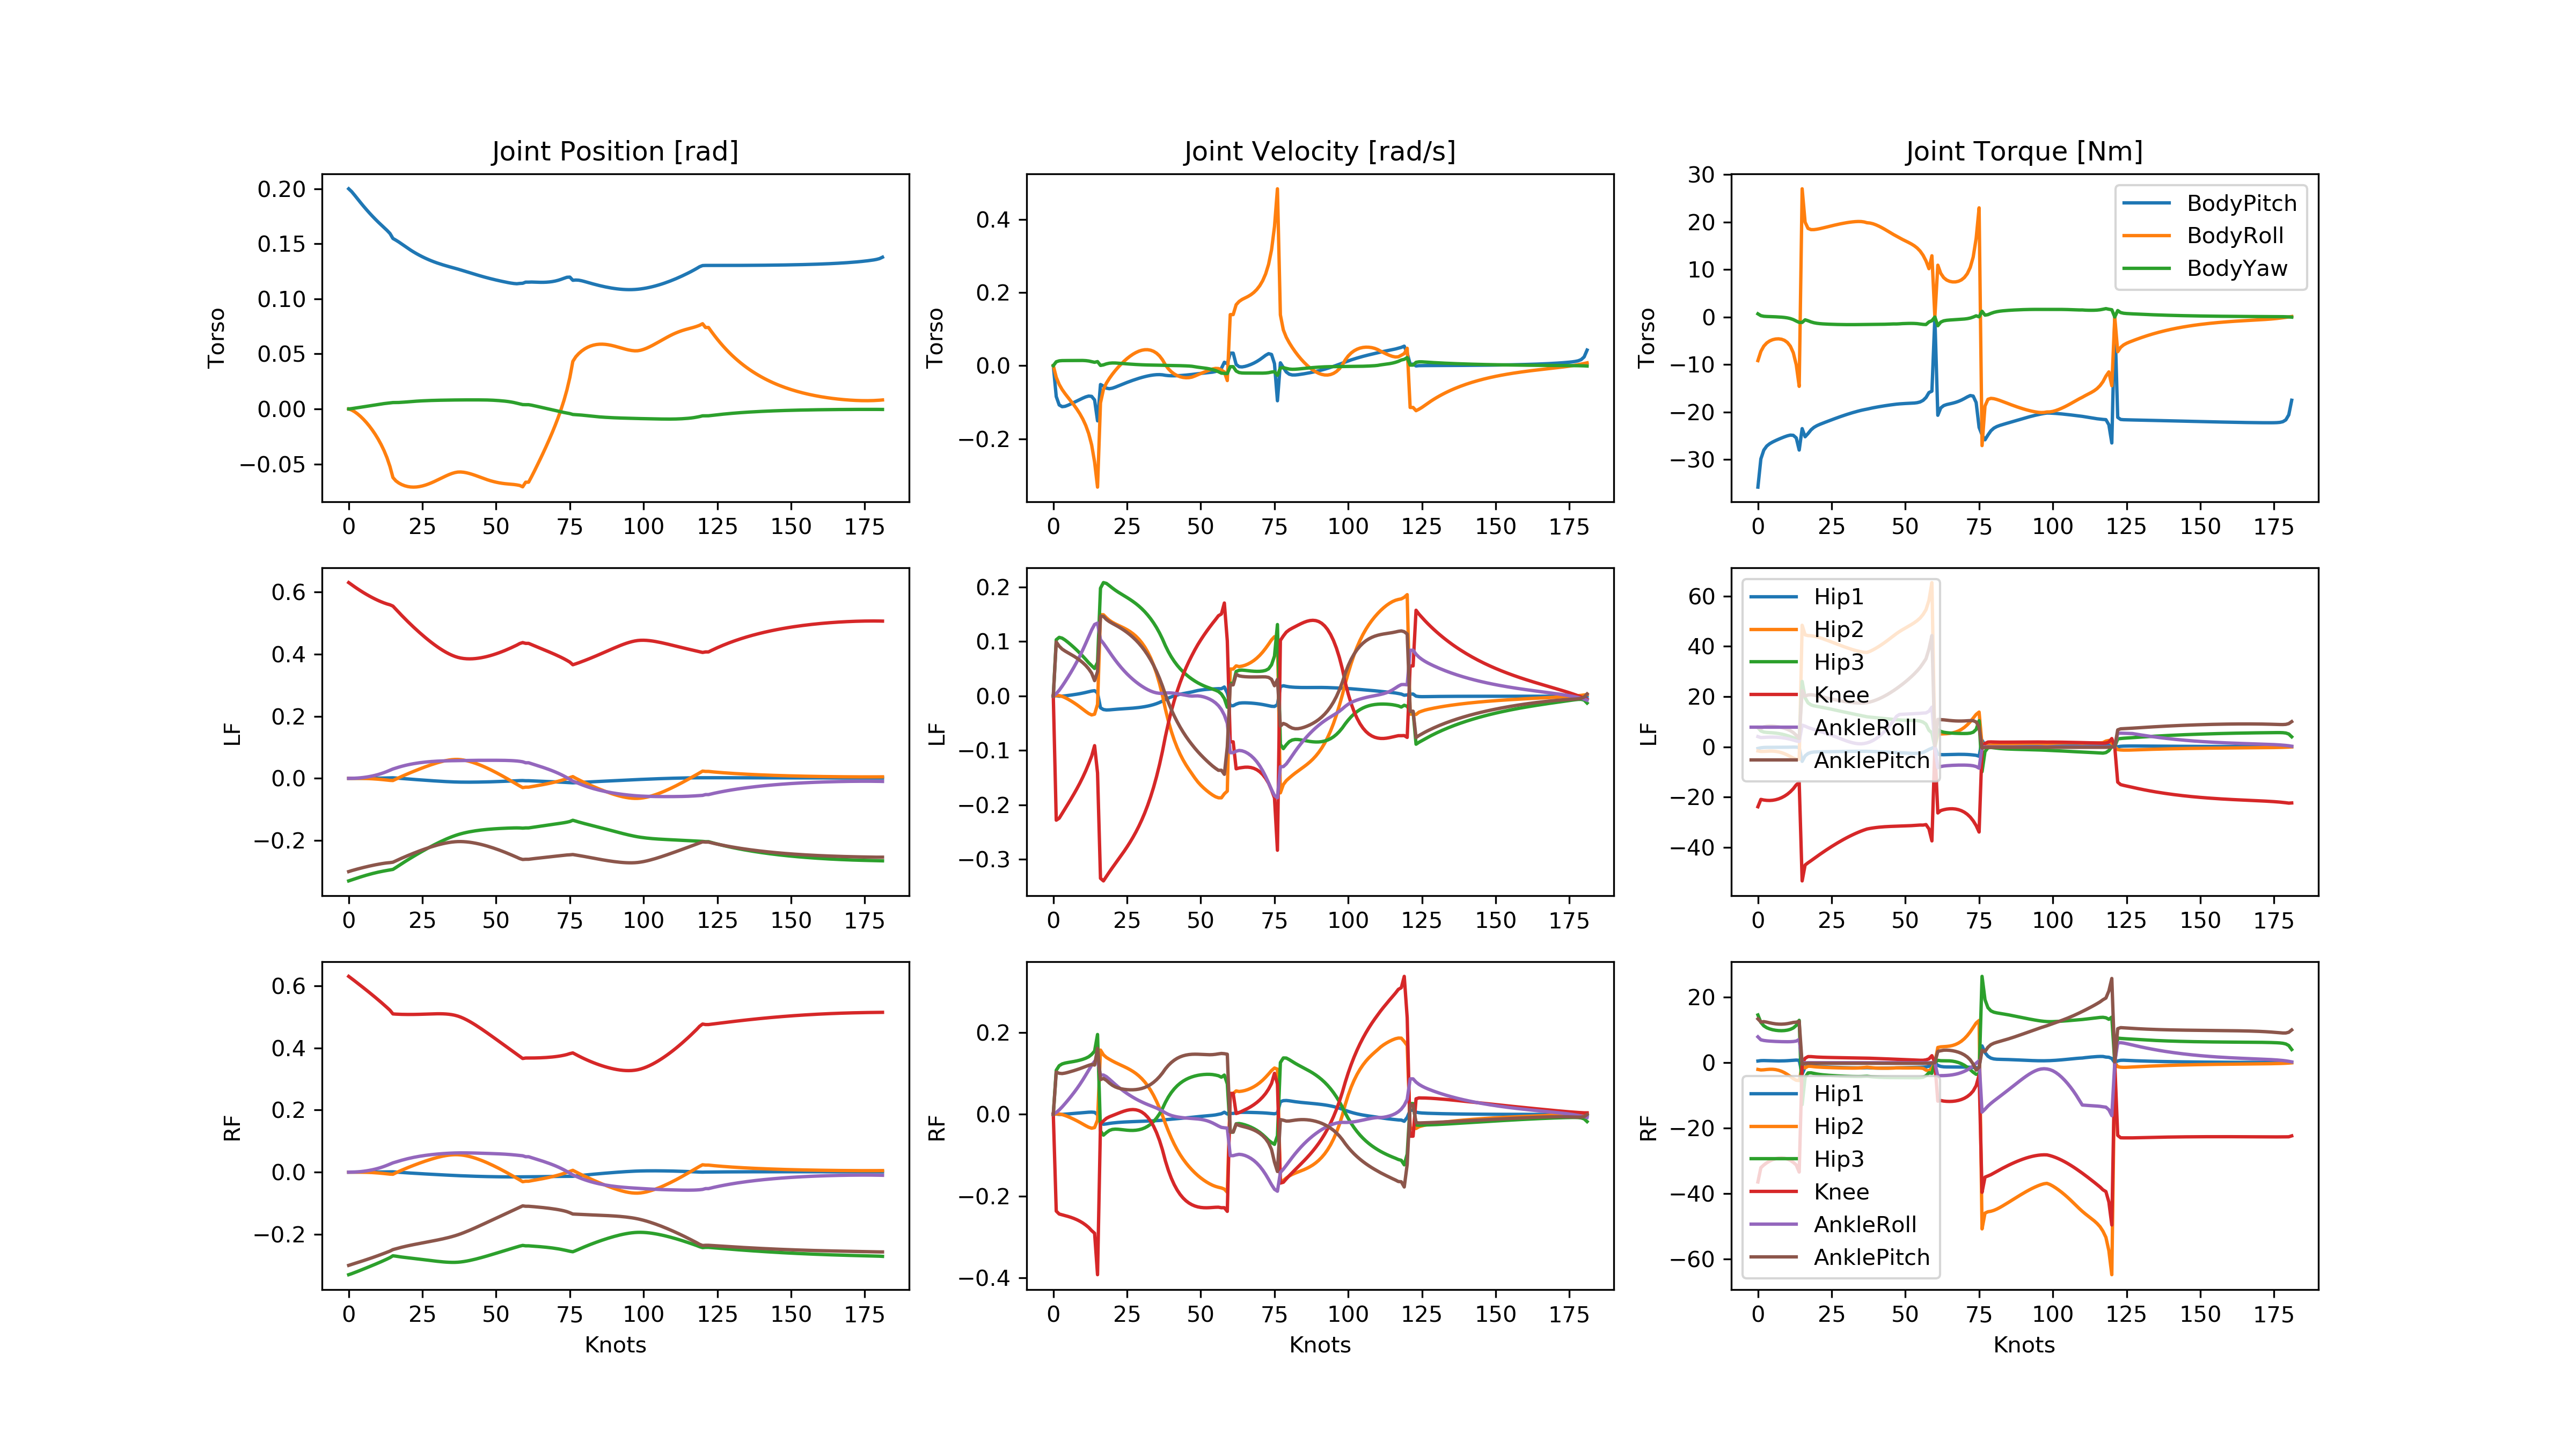 Joint Position [rad] Joint Velocity [rad/s] Joint Torque [Nm]
Torso
0.20
0.15
0.10
0.05
0.00
−0.05
0 25 50 75 100 125 150 175
Torso
0.4
0.2
0.0
−0.2
0 25 50 75 100 125 150 175
Torso
30
20
10
0
−10
−20
−30
0 25 50 75 100 125 150 175
BodyPitch
BodyRoll
BodyYaw
LF
0.6
0.4
0.2
0.0
−0.2
0 25 50 75 100 125 150 175
LF
0.2
0.1
0.0
−0.1
−0.2
−0.3
0 25 50 75 100 125 150 175
LF
60
40
20
0
−20
−40
0 25 50 75 100 125 150 175
Hip1
Hip2
Hip3
Knee
AnkleRoll
AnklePitch
RF
0.6
0.4
0.2
0.0
−0.2
0 25 50 75 100 125 150 175
Knots
RF
0.2
0.0
−0.2
−0.4
0 25 50 75 100 125 150 175
Knots
RF
20
0
−20
−40
−60
0 25 50 75 100 125 150 175
Knots
Hip1
Hip2
Hip3
Knee
AnkleRoll
AnklePitch